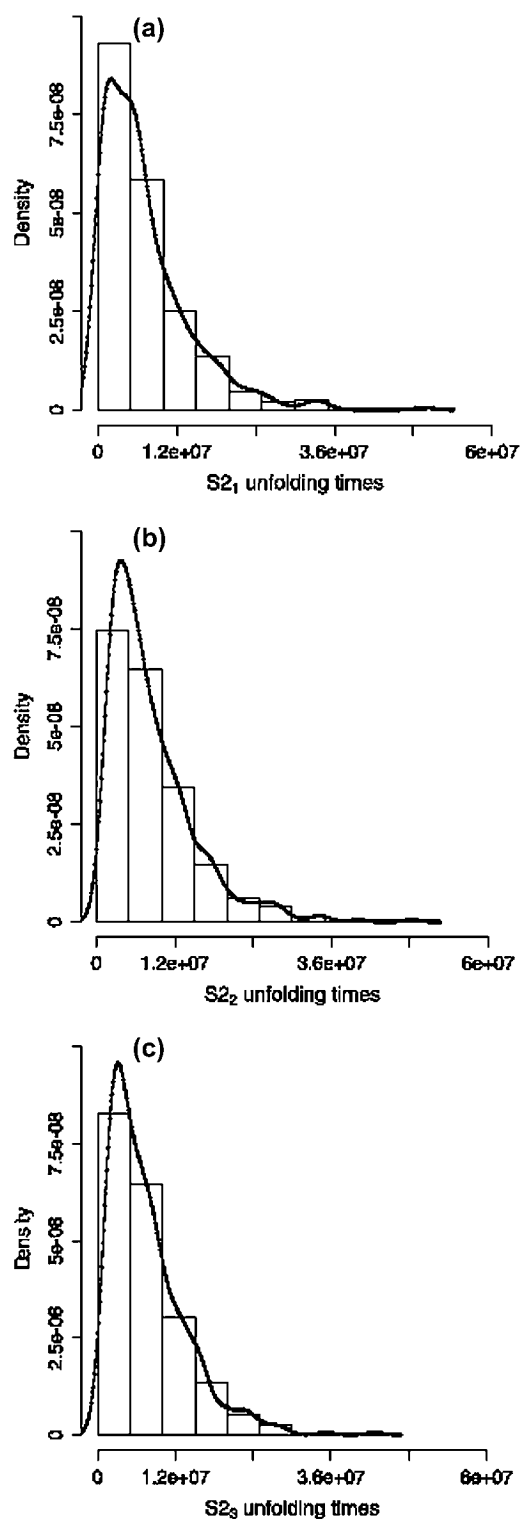 (a)
Density
0 2.5e-08 5e-08 7.5e-08
0 1.2e+07 3.6e+07 6e+07
S2₁ unfolding times
(b)
Density
0 2.5e-08 5e-08 7.5e-08
0 1.2e+07 3.6e+07 6e+07
S2₂ unfolding times
(c)
Density
0 2.5e-08 5e-08 7.5e-08
0 1.2e+07 3.6e+07 6e+07
S2₃ unfolding times